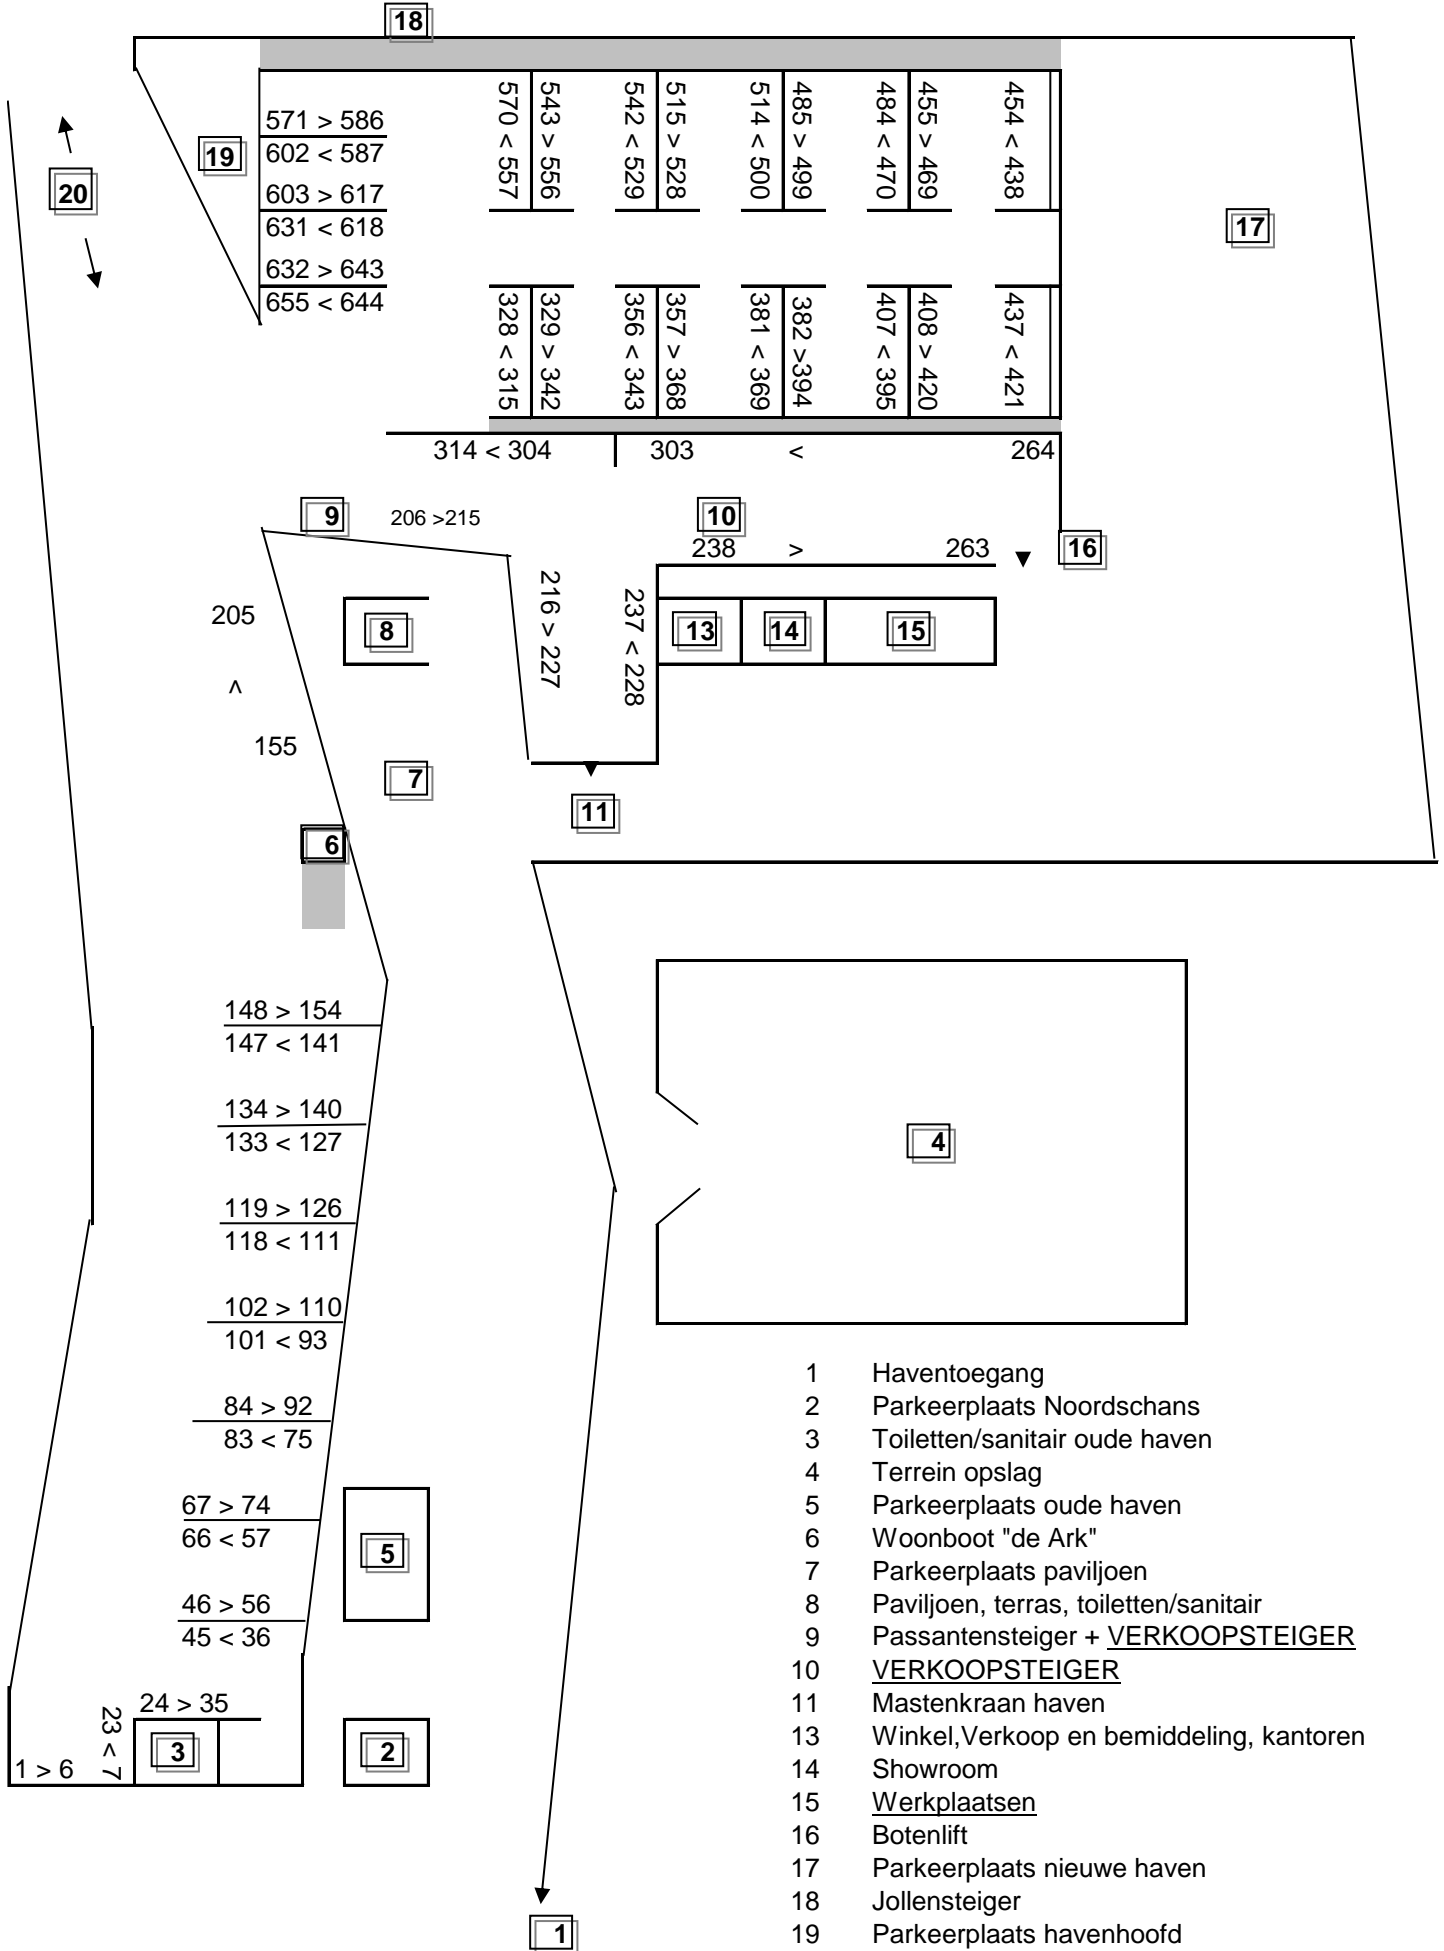 18
571 > 586
602 < 587
603 > 617
631 < 618
632 > 643
655 < 644
19
20
570 < 557
543 > 556
542 < 529
515 > 528
514 < 500
485 > 499
484 < 470
455 > 469
454 < 438
17
328 < 315
329 > 342
356 < 343
357 > 368
381 < 369
382 >394
407 < 395
408 > 420
437 < 421
314 < 304
303 < 264
9
206 >215
10
238 > 263
16
205
<
155
8
216 > 227
237 < 228
13
14
15
7
11
6
148 > 154
147 < 141
134 > 140
133 < 127
4
119 > 126
118 < 111
102 > 110
101 < 93
84 > 92
83 < 75
67 > 74
66 < 57
5
46 > 56
45 < 36
24 > 35
23 < 7
1 > 6
3
2
1
1 Haventoegang
2 Parkeerplaats Noordschans
3 Toiletten/sanitair oude haven
4 Terrein opslag
5 Parkeerplaats oude haven
6 Woonboot "de Ark"
7 Parkeerplaats paviljoen
8 Paviljoen, terras, toiletten/sanitair
9 Passantensteiger + VERKOOPSTEIGER
10 VERKOOPSTEIGER
11 Mastenkraan haven
13 Winkel,Verkoop en bemiddeling, kantoren
14 Showroom
15 Werkplaatsen
16 Botenlift
17 Parkeerplaats nieuwe haven
18 Jollensteiger
19 Parkeerplaats havenhoofd